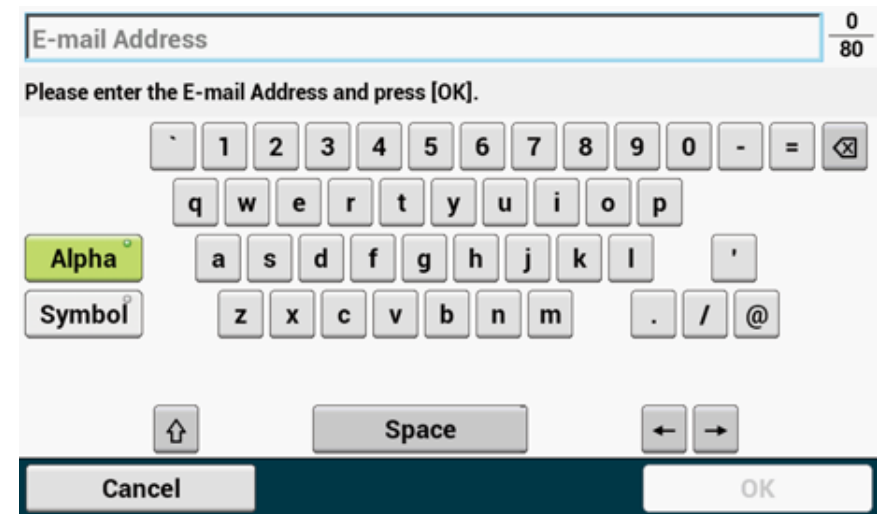 E-mail Address
0
80
Please enter the E-mail Address and press [OK].
` 1 2 3 4 5 6 7 8 9 0 - =
q w e r t y u i o p
Alpha a s d f g h j k l '
Symbol z x c v b n m . / @
Space ← →
Cancel OK